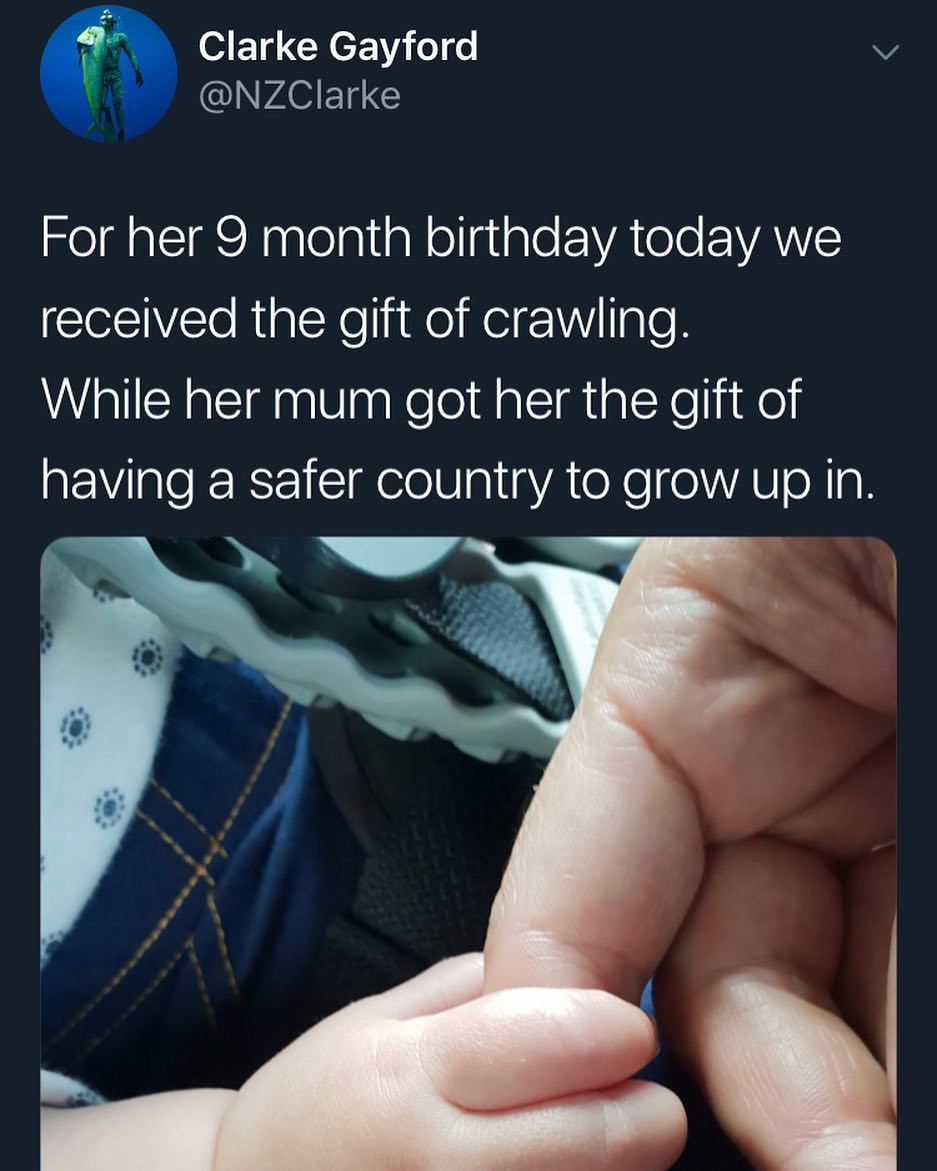 Clarke Gayford
@NZClarke
For her 9 month birthday today we
received the gift of crawling.
While her mum got her the gift of
having a safer country to grow up in.